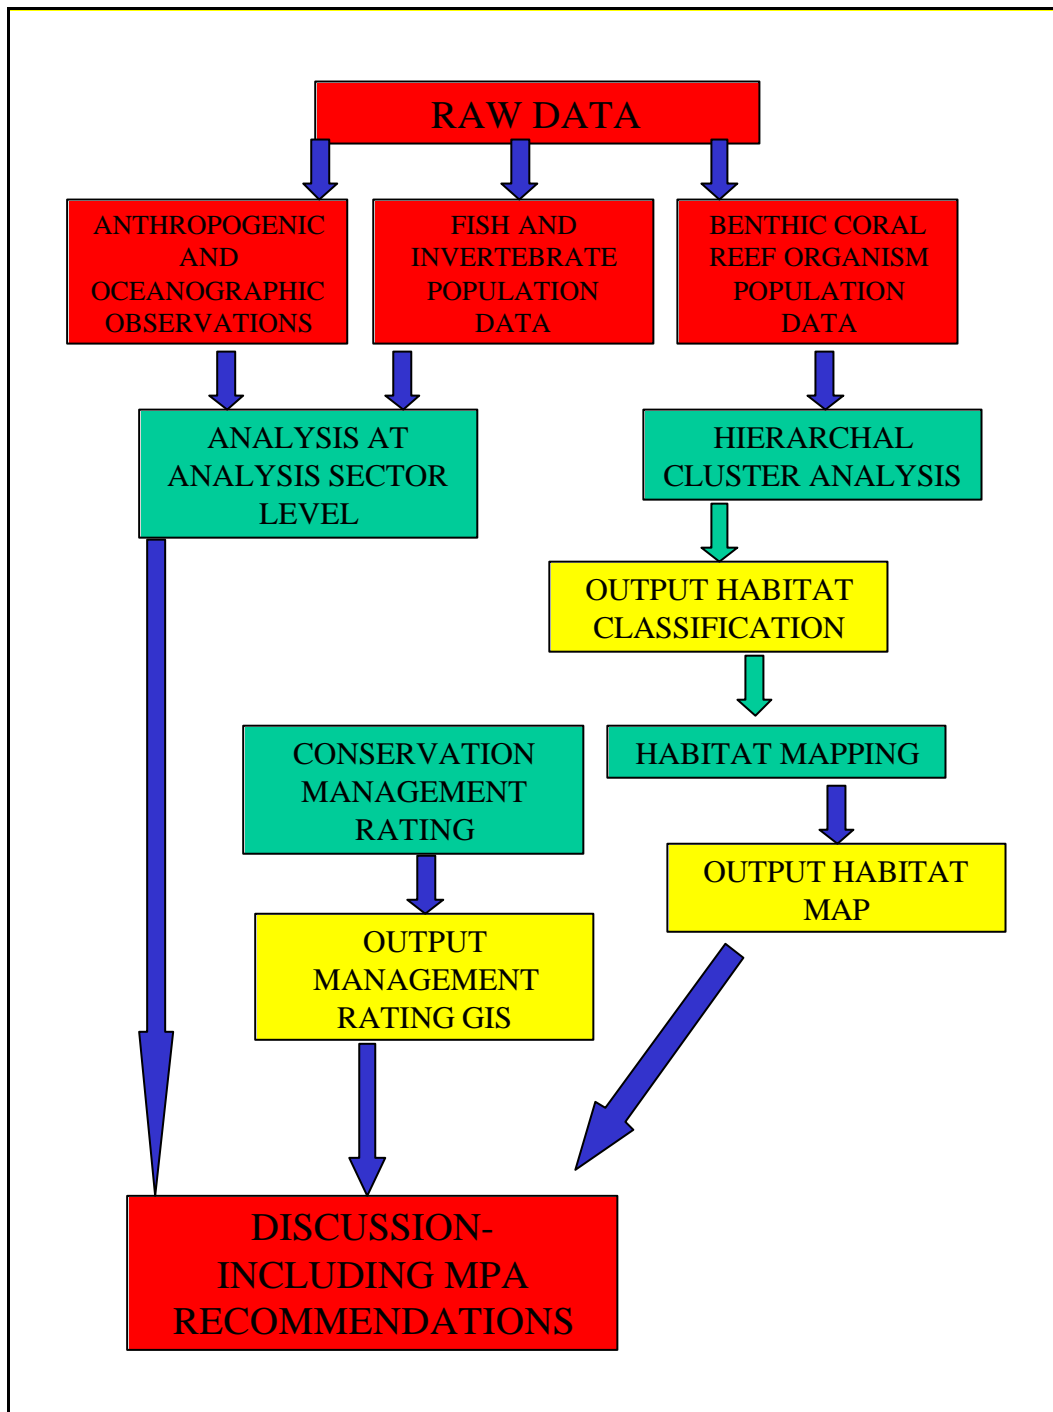 RAW DATA
ANTHROPOGENIC
AND
OCEANOGRAPHIC
OBSERVATIONS
FISH AND
INVERTEBRATE
POPULATION
DATA
BENTHIC CORAL
REEF ORGANISM
POPULATION
DATA
ANALYSIS AT
ANALYSIS SECTOR
LEVEL
HIERARCHAL
CLUSTER ANALYSIS
OUTPUT HABITAT
CLASSIFICATION
CONSERVATION
MANAGEMENT
RATING
HABITAT MAPPING
OUTPUT HABITAT
MAP
OUTPUT
MANAGEMENT
RATING GIS
DISCUSSION-
INCLUDING MPA
RECOMMENDATIONS